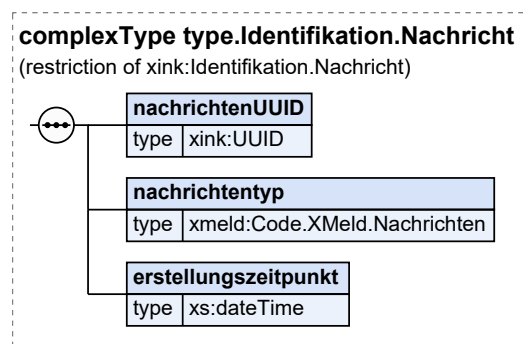 complexType type.Identifikation.Nachricht
(restriction of xink:Identifikation.Nachricht)
nachrichtenUUID
type xink:UUID
nachrichtentyp
type xmeld:Code.XMeld.Nachrichten
erstellungszeitpunkt
type xs:dateTime